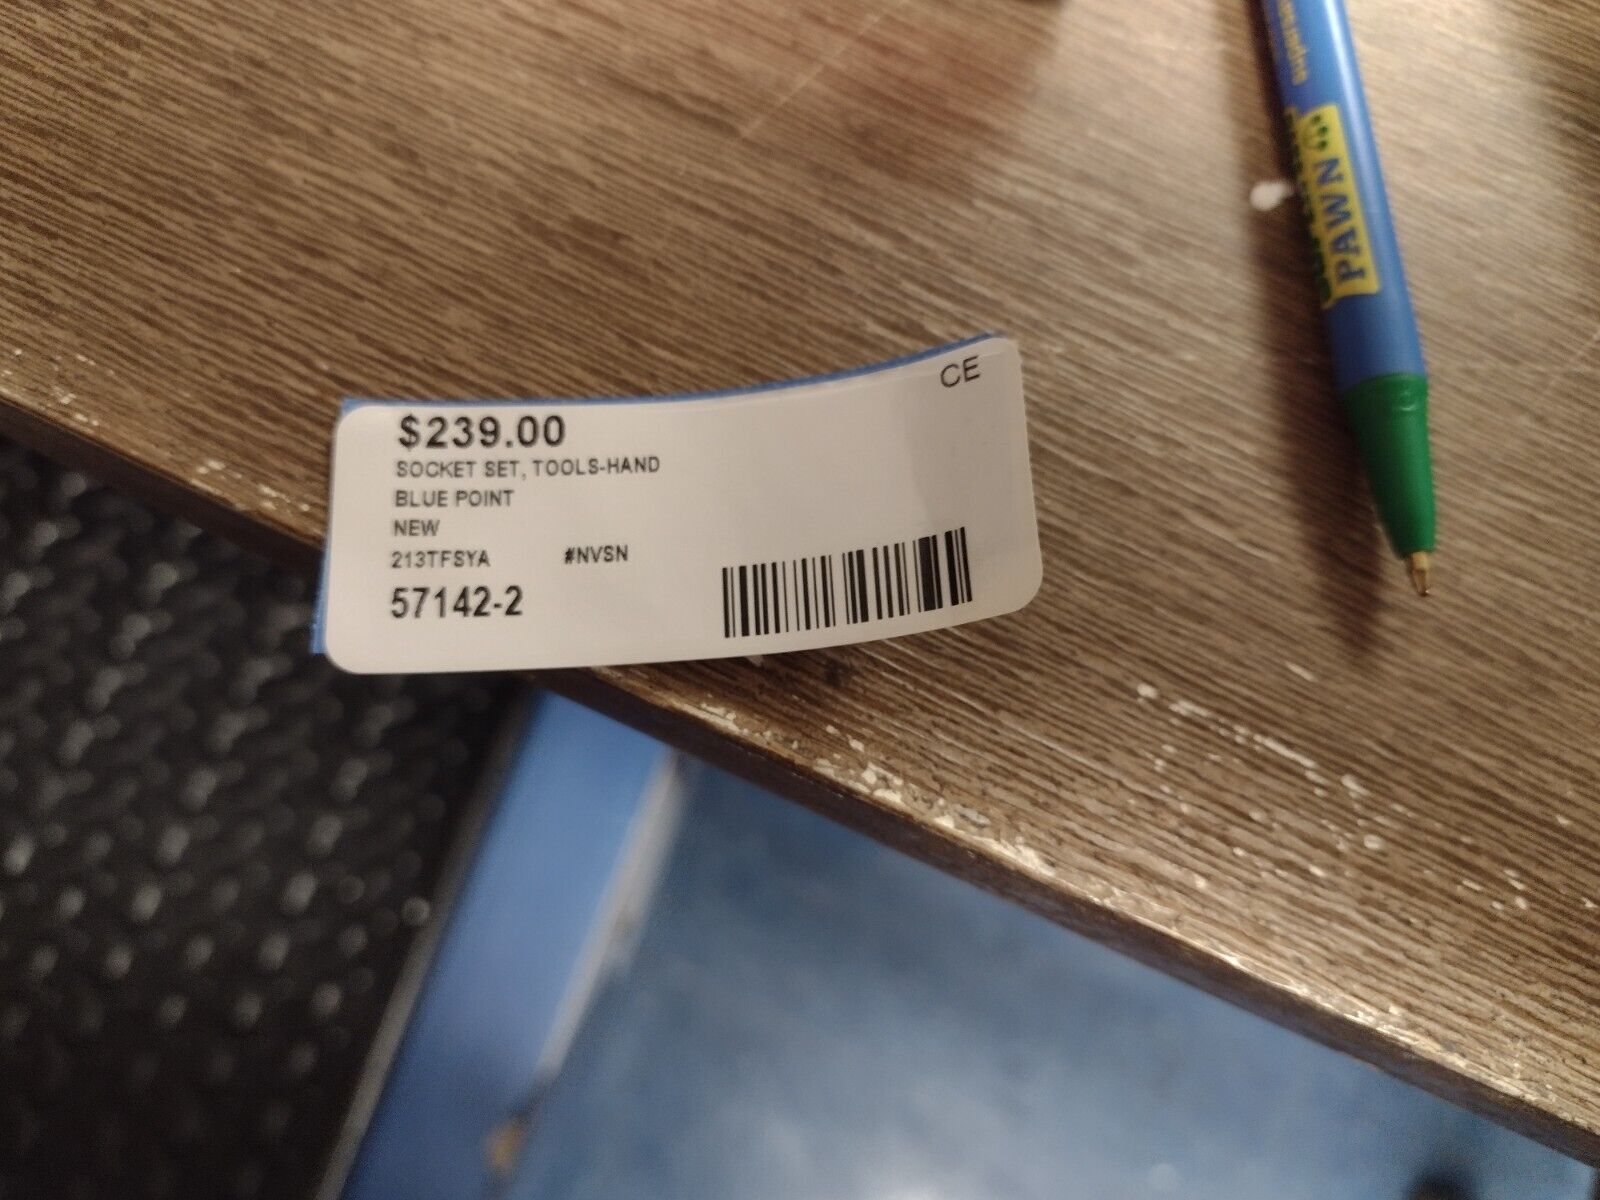 CE
$239.00
SOCKET SET, TOOLS-HAND
BLUE POINT
NEW
213TFSYA #NVSN
57142-2
PAWN